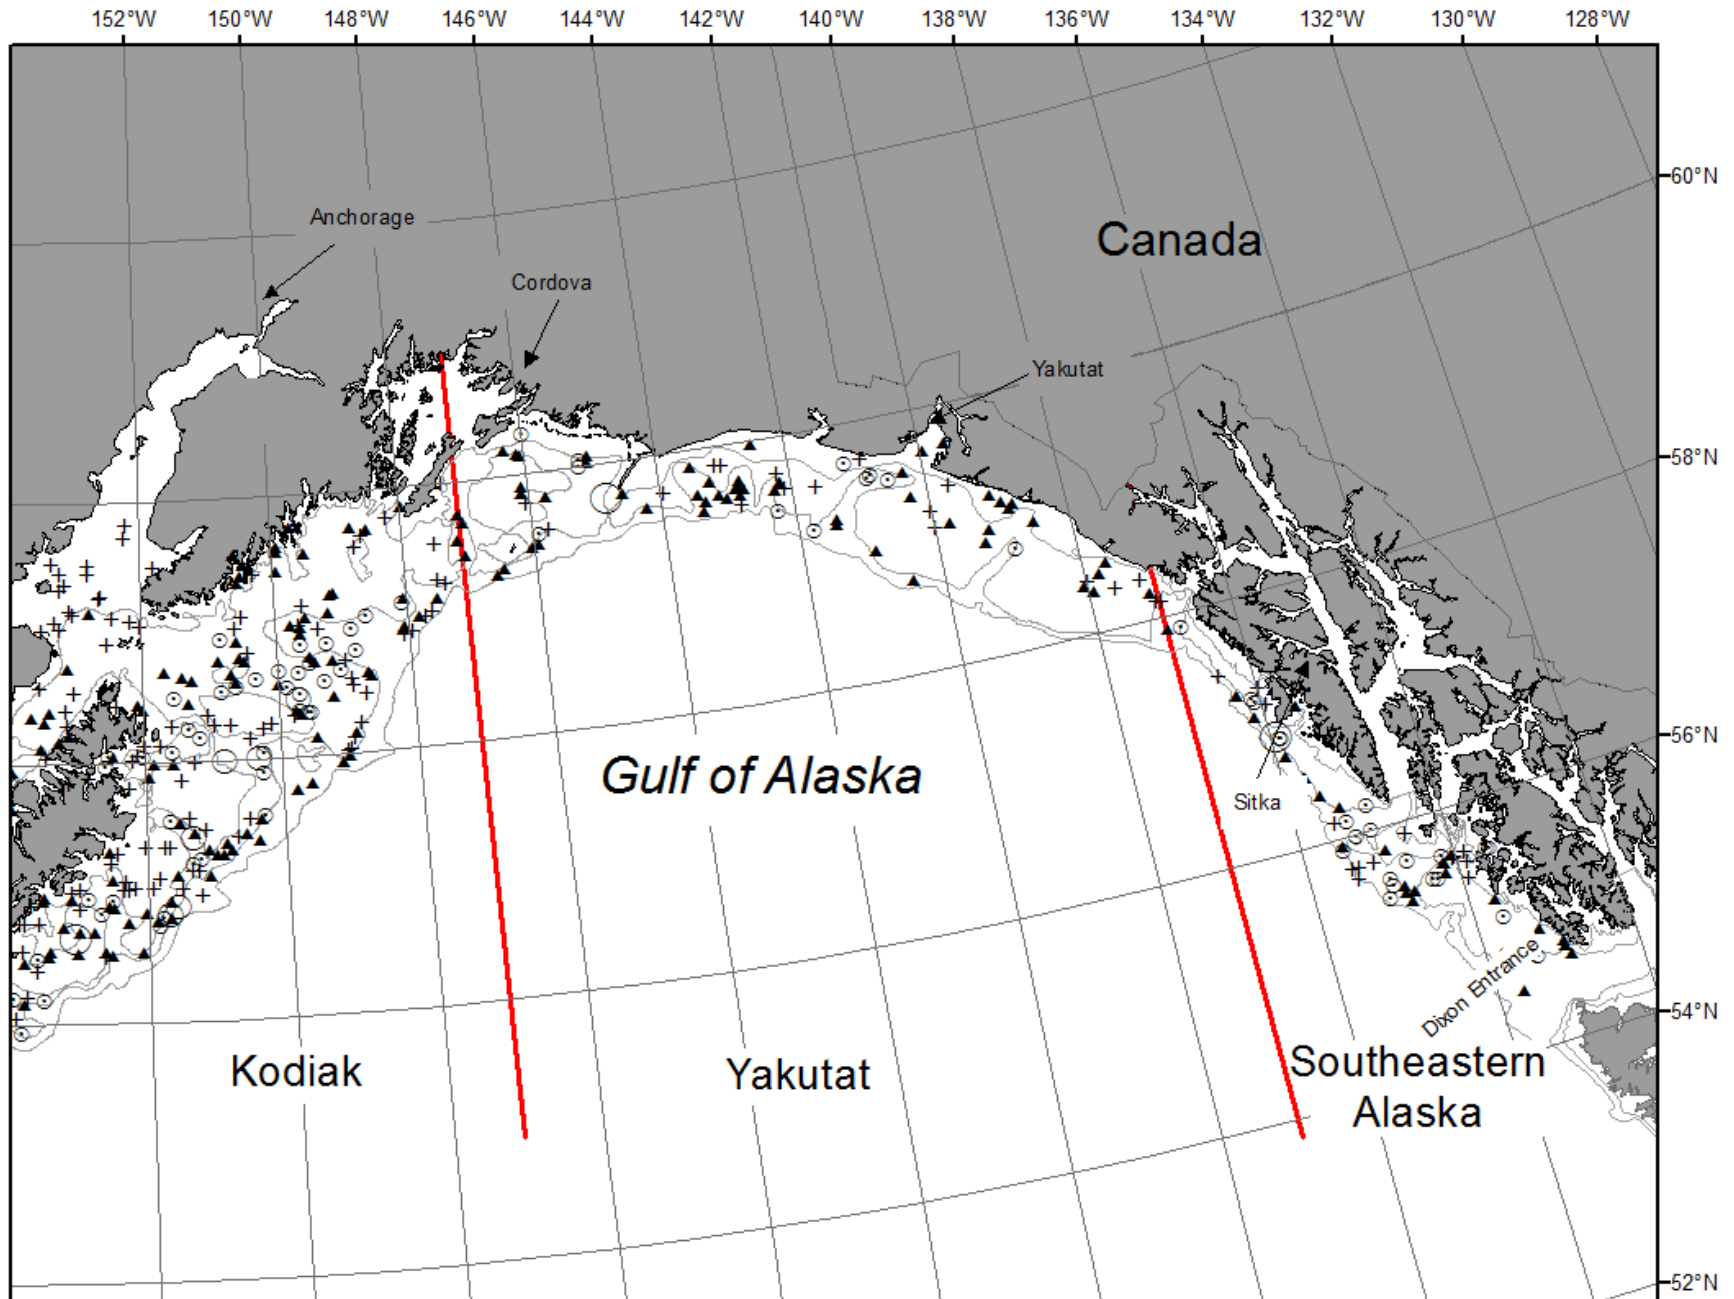 152°W 150°W 148°W 146°W 144°W 142°W 140°W 138°W 136°W 134°W 132°W 130°W 128°W
60°N
Anchorage
Canada
Cordova
Yakutat
58°N
56°N
Gulf of Alaska
Sitka
Dixon Entrance
54°N
Kodiak
Yakutat
Southeastern
Alaska
52°N